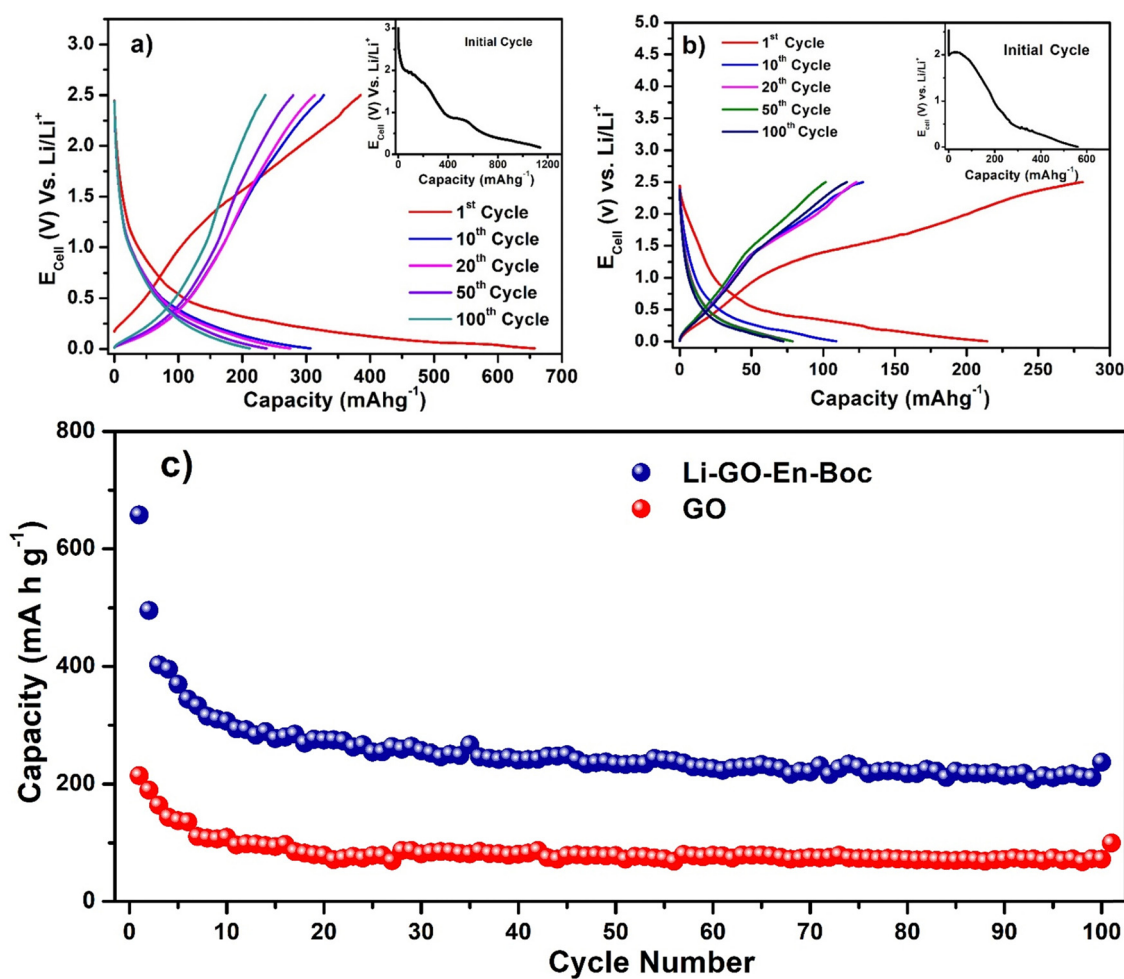 a)
Initial Cycle
E_Cell (V) Vs. Li/Li⁺
3
2
1
0
0 400 800 1200
Capacity (mAhg⁻¹)
E_Cell (V) Vs. Li/Li⁺
3.0
2.5
2.0
1.5
1.0
0.5
0.0
1st Cycle
10th Cycle
20th Cycle
50th Cycle
100th Cycle
0 100 200 300 400 500 600 700
Capacity (mAhg⁻¹)
b)
1st Cycle
10th Cycle
20th Cycle
50th Cycle
100th Cycle
Initial Cycle
E_cell (V) vs. Li/Li⁺
2
1
0
0 200 400 600
Capacity (mAhg⁻¹)
E_Cell (v) vs. Li/Li⁺
5.0
4.5
4.0
3.5
3.0
2.5
2.0
1.5
1.0
0.5
0.0
0 50 100 150 200 250 300
Capacity (mAhg⁻¹)
c)
Li-GO-En-Boc
GO
Capacity (mA h g⁻¹)
800
600
400
200
0
0 10 20 30 40 50 60 70 80 90 100
Cycle Number